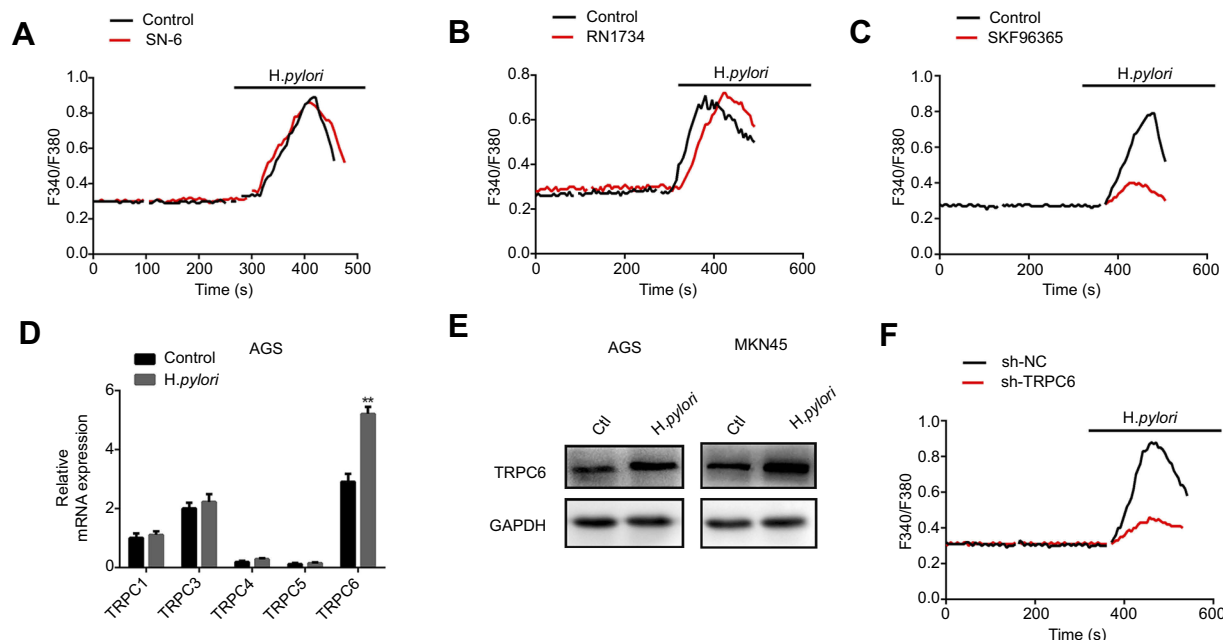 A
Control
SN-6
H.pylori
F340/F380
1.0
0.8
0.6
0.4
0.2
0.0
0 100 200 300 400 500
Time (s)
B
Control
RN1734
H.pylori
F340/F380
0.8
0.6
0.4
0.2
0.0
0 200 400 600
Time (s)
C
Control
SKF96365
H.pylori
F340/F380
1.0
0.8
0.6
0.4
0.2
0.0
0 200 400 600
Time (s)
D
AGS
Control
H.pylori
Relative
mRNA expression
6
4
2
0
**
TRPC1 TRPC3 TRPC4 TRPC5 TRPC6
E
AGS MKN45
Ctl H.pylori Ctl H.pylori
TRPC6
GAPDH
F
sh-NC
sh-TRPC6
H.pylori
F340/F380
1.0
0.8
0.6
0.4
0.2
0.0
0 200 400 600
Time (s)